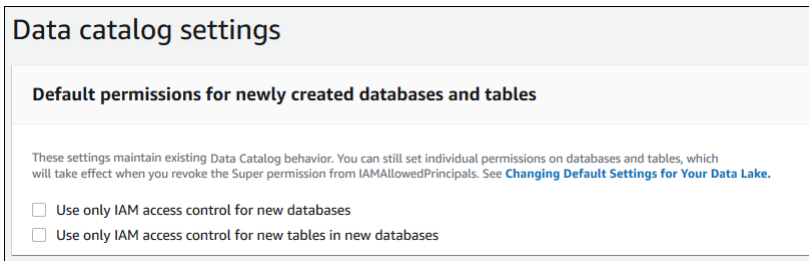 Data catalog settings
Default permissions for newly created databases and tables
These settings maintain existing Data Catalog behavior. You can still set individual permissions on databases and tables, which
will take effect when you revoke the Super permission from IAMAllowedPrincipals. See Changing Default Settings for Your Data Lake.
Use only IAM access control for new databases
Use only IAM access control for new tables in new databases